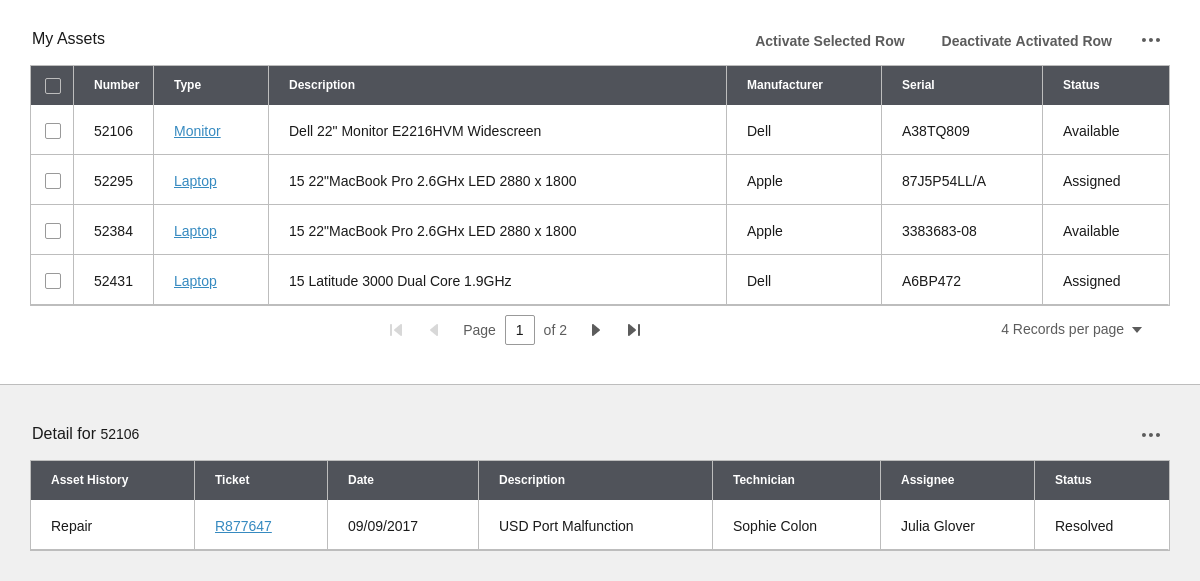 My Assets Activate Selected Row Deactivate Activated Row
Number Type Description Manufacturer Serial Status
52106 Monitor Dell 22" Monitor E2216HVM Widescreen Dell A38TQ809 Available
52295 Laptop 15 22"MacBook Pro 2.6GHx LED 2880 x 1800 Apple 87J5P54LL/A Assigned
52384 Laptop 15 22"MacBook Pro 2.6GHx LED 2880 x 1800 Apple 3383683-08 Available
52431 Laptop 15 Latitude 3000 Dual Core 1.9GHz Dell A6BP472 Assigned
Page 1 of 2 4 Records per page
Detail for 52106
Asset History Ticket Date Description Technician Assignee Status
Repair R877647 09/09/2017 USD Port Malfunction Sophie Colon Julia Glover Resolved